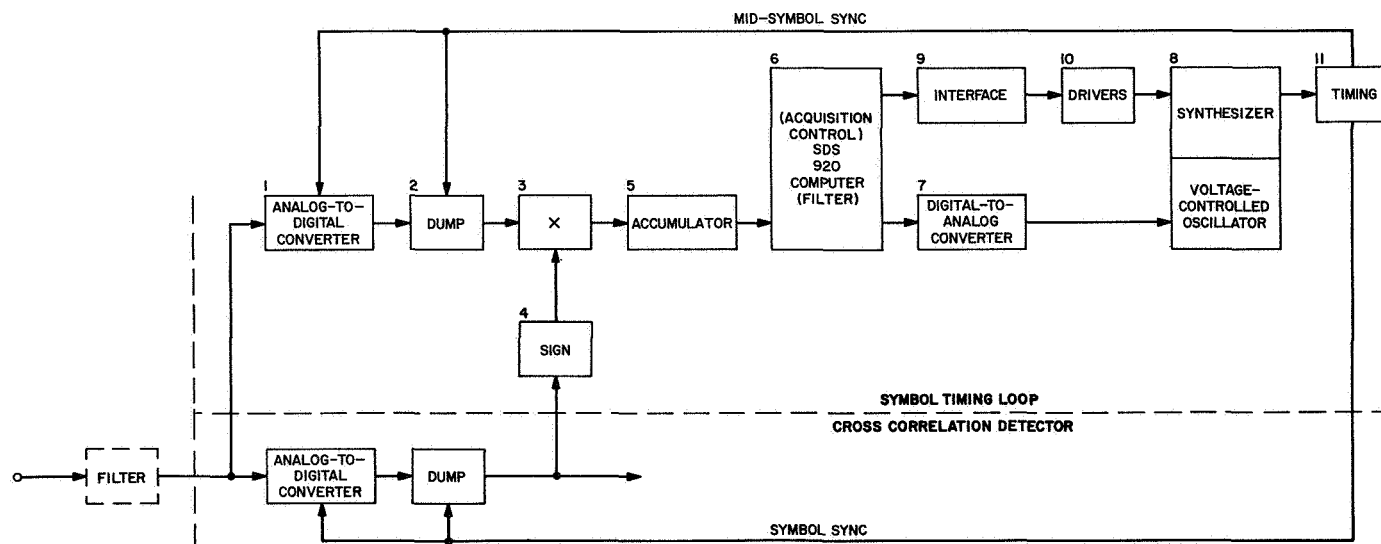 MID-SYMBOL SYNC
1
ANALOG-TO-
DIGITAL
CONVERTER
2
DUMP
3
×
5
ACCUMULATOR
6
(ACQUISITION
CONTROL)
SDS
920
COMPUTER
(FILTER)
9
INTERFACE
10
DRIVERS
8
SYNTHESIZER
VOLTAGE-
CONTROLLED
OSCILLATOR
11
TIMING
7
DIGITAL-TO-
ANALOG
CONVERTER
4
SIGN
SYMBOL TIMING LOOP
CROSS CORRELATION DETECTOR
FILTER
ANALOG-TO-
DIGITAL
CONVERTER
DUMP
SYMBOL SYNC